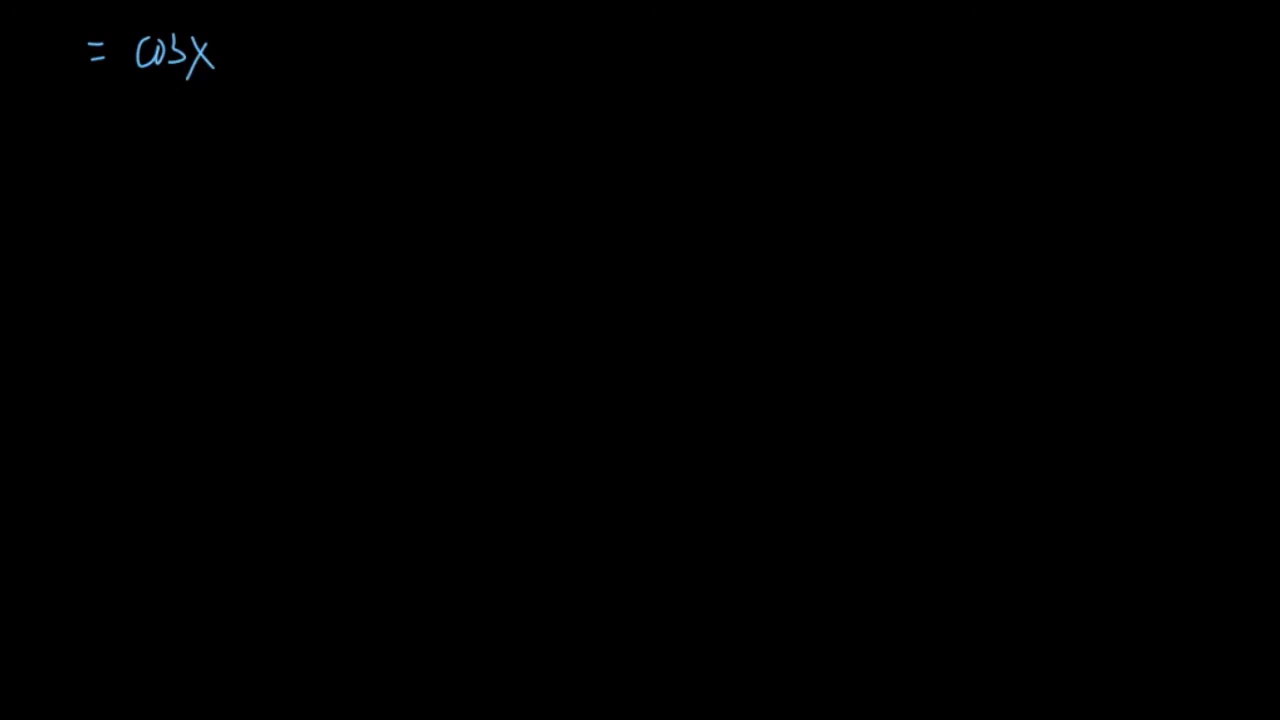 = cosx